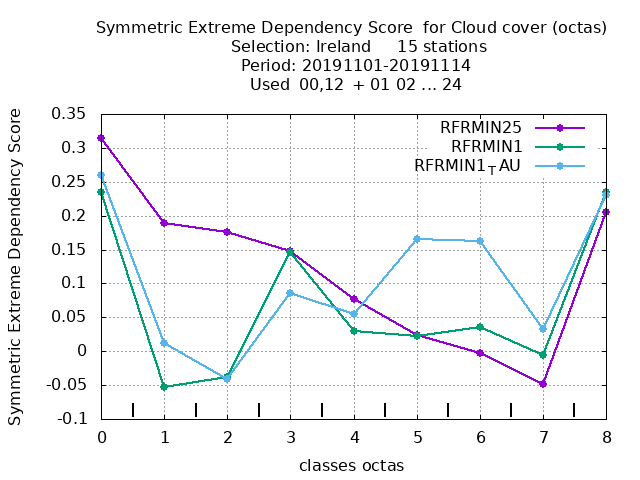 Symmetric Extreme Dependency Score  for Cloud cover (octas)
Selection: Ireland     15 stations
Period: 20191101-20191114
Used  00,12  + 01 02 ... 24
Symmetric Extreme Dependency Score
0.35
0.3
0.25
0.2
0.15
0.1
0.05
0
-0.05
-0.1
RFRMIN25
RFRMIN1
RFRMIN1TAU
0 1 2 3 4 5 6 7 8
classes octas